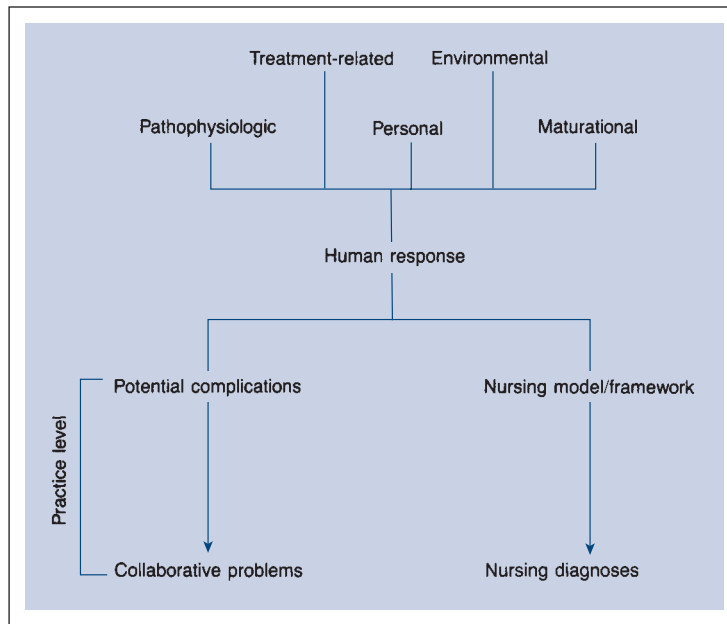 Treatment-related
Environmental
Pathophysiologic
Personal
Maturational
Human response
Potential complications
Nursing model/framework
Practice level
Collaborative problems
Nursing diagnoses